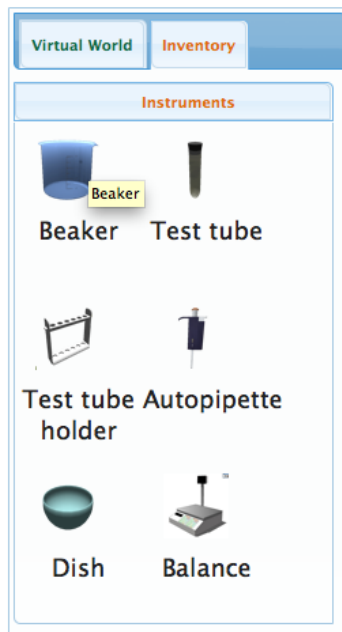 Virtual World Inventory
Instruments
Beaker
Beaker Test tube
Test tube Autopipette
holder
Dish Balance